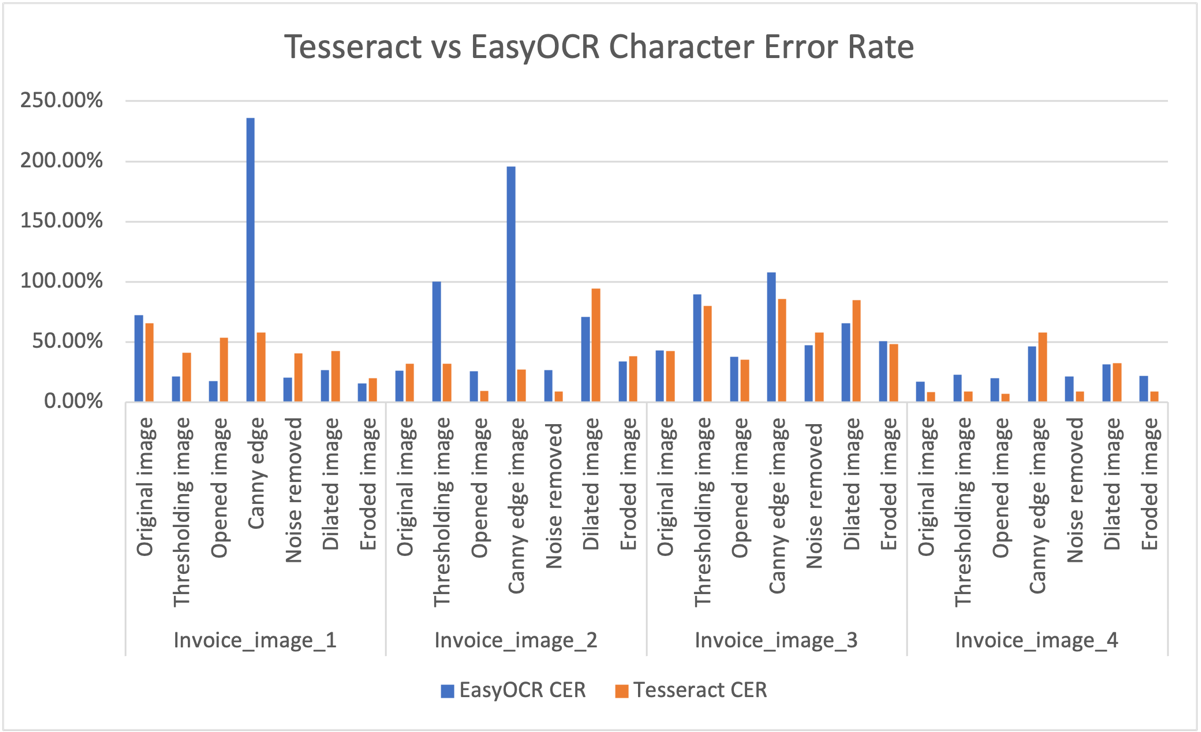 Tesseract vs EasyOCR Character Error Rate
250.00%
200.00%
150.00%
100.00%
50.00%
0.00%
Original image
Thresholding image
Opened image
Canny edge
Noise removed
Dilated image
Eroded image
Original image
Thresholding image
Opened image
Canny edge image
Noise removed
Dilated image
Eroded image
Original image
Thresholding image
Opened image
Canny edge image
Noise removed
Dilated image
Eroded image
Original image
Thresholding image
Opened image
Canny edge image
Noise removed
Dilated image
Eroded image
Invoice_image_1 Invoice_image_2 Invoice_image_3 Invoice_image_4
EasyOCR CER Tesseract CER